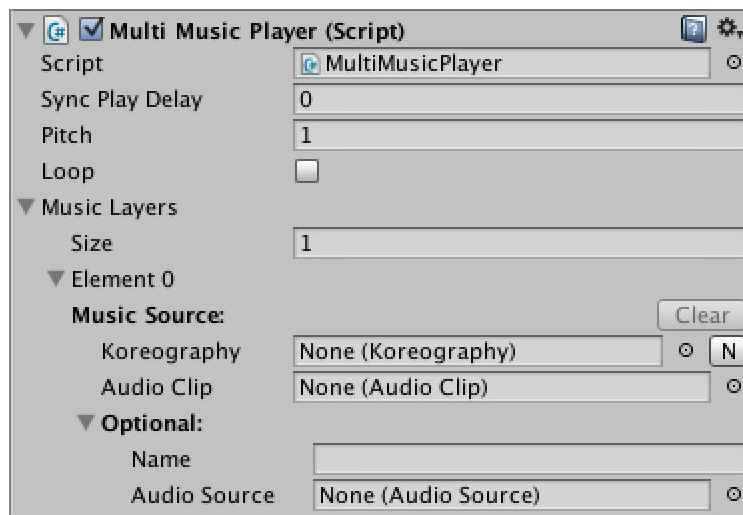 Multi Music Player (Script)
Script MultiMusicPlayer
Sync Play Delay 0
Pitch 1
Loop
Music Layers
Size 1
Element 0
Music Source: Clear
Koreography None (Koreography) N
Audio Clip None (Audio Clip)
Optional:
Name
Audio Source None (Audio Source)